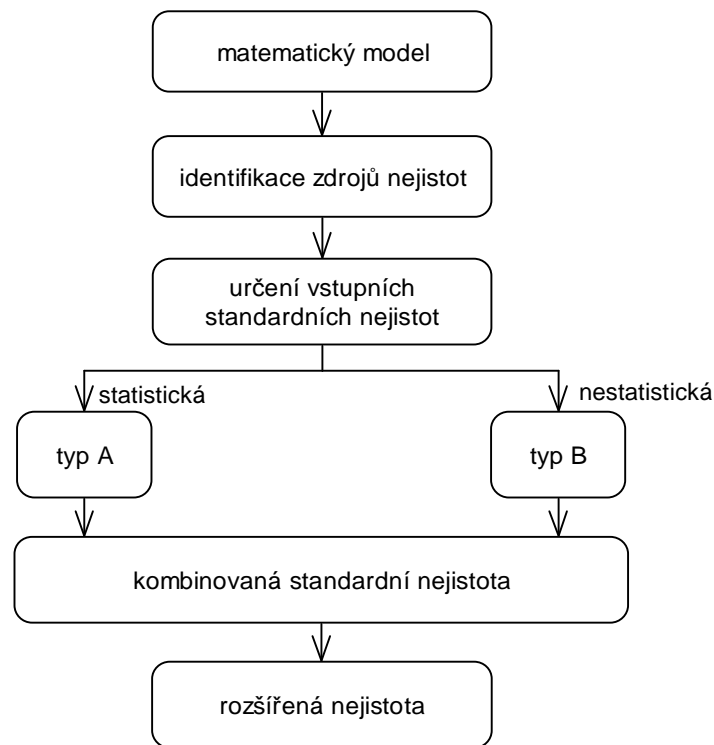 matematický model
identifikace zdrojů nejistot
určení vstupních
standardních nejistot
statistická
nestatistická
typ A
typ B
kombinovaná standardní nejistota
rozšířená nejistota